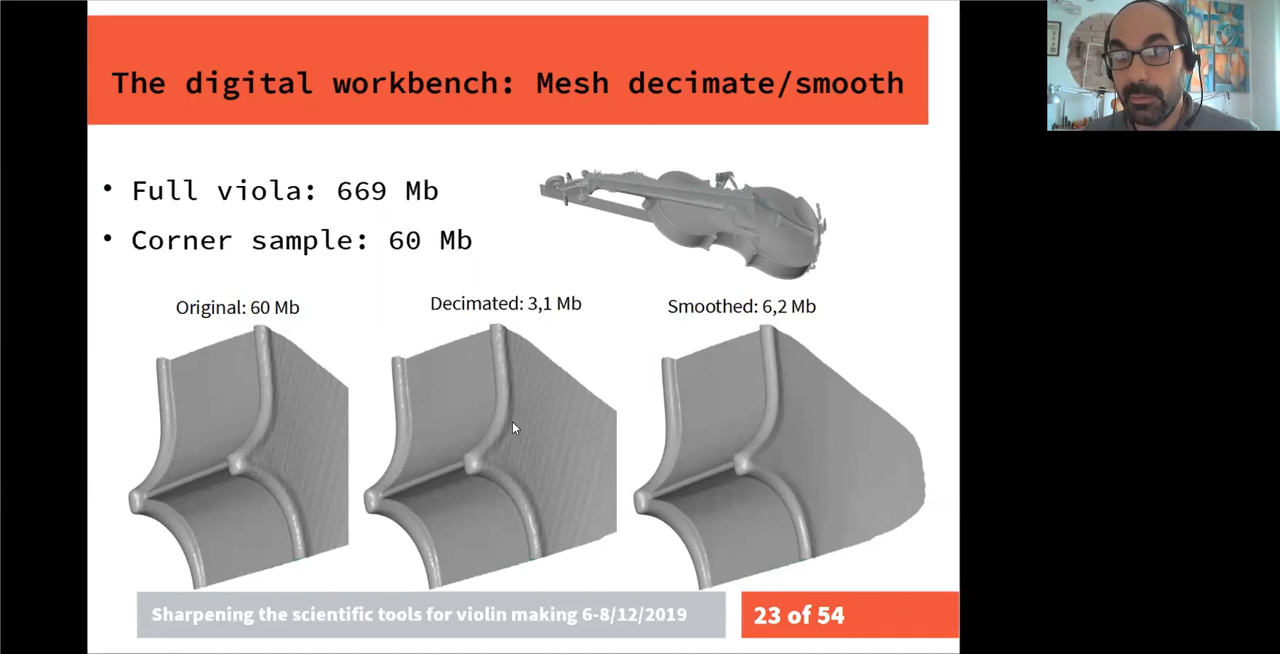 The digital workbench: Mesh decimate/smooth
• Full viola: 669 Mb
• Corner sample: 60 Mb
Original: 60 Mb
Decimated: 3,1 Mb
Smoothed: 6,2 Mb
Sharpening the scientific tools for violin making 6-8/12/2019
23 of 54